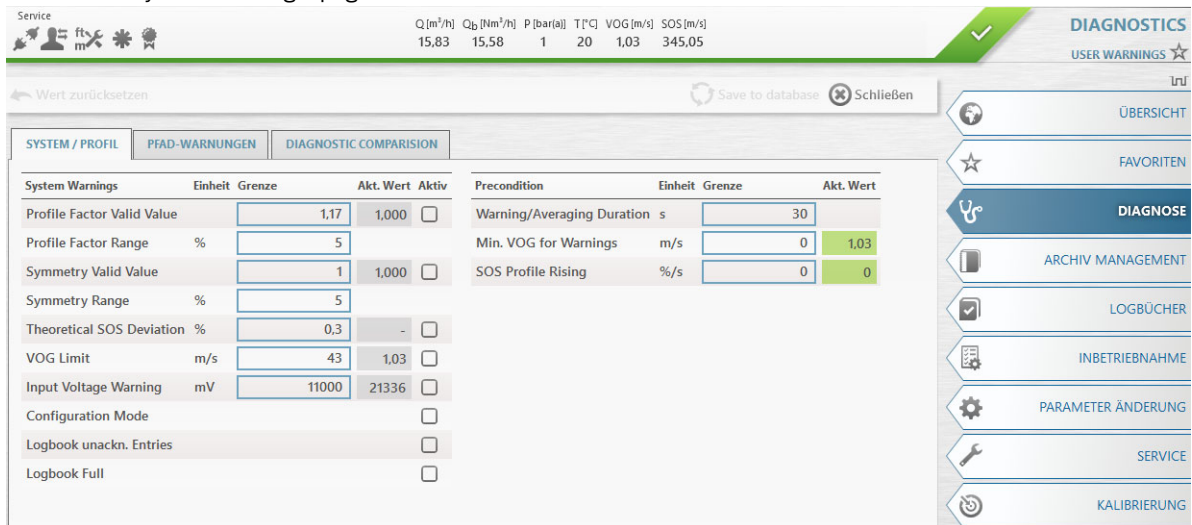 Service
ft m
Q [m³/h] Qb [Nm³/h] P [bar(a)] T [°C] VOG [m/s] SOS [m/s]
15,83 15,58 1 20 1,03 345,05
DIAGNOSTICS
USER WARNINGS
Wert zurücksetzen
Save to database
Schließen
SYSTEM / PROFIL
PFAD-WARNUNGEN
DIAGNOSTIC COMPARISION
System Warnings Einheit Grenze Akt. Wert Aktiv
Profile Factor Valid Value 1,17 1,000
Profile Factor Range % 5
Symmetry Valid Value 1 1,000
Symmetry Range % 5
Theoretical SOS Deviation % 0,3 -
VOG Limit m/s 43 1,03
Input Voltage Warning mV 11000 21336
Configuration Mode
Logbook unackn. Entries
Logbook Full
Precondition Einheit Grenze Akt. Wert
Warning/Averaging Duration s 30
Min. VOG for Warnings m/s 0 1,03
SOS Profile Rising %/s 0 0
ÜBERSICHT
FAVORITEN
DIAGNOSE
ARCHIV MANAGEMENT
LOGBÜCHER
INBETRIEBNAHME
PARAMETER ÄNDERUNG
SERVICE
KALIBRIERUNG